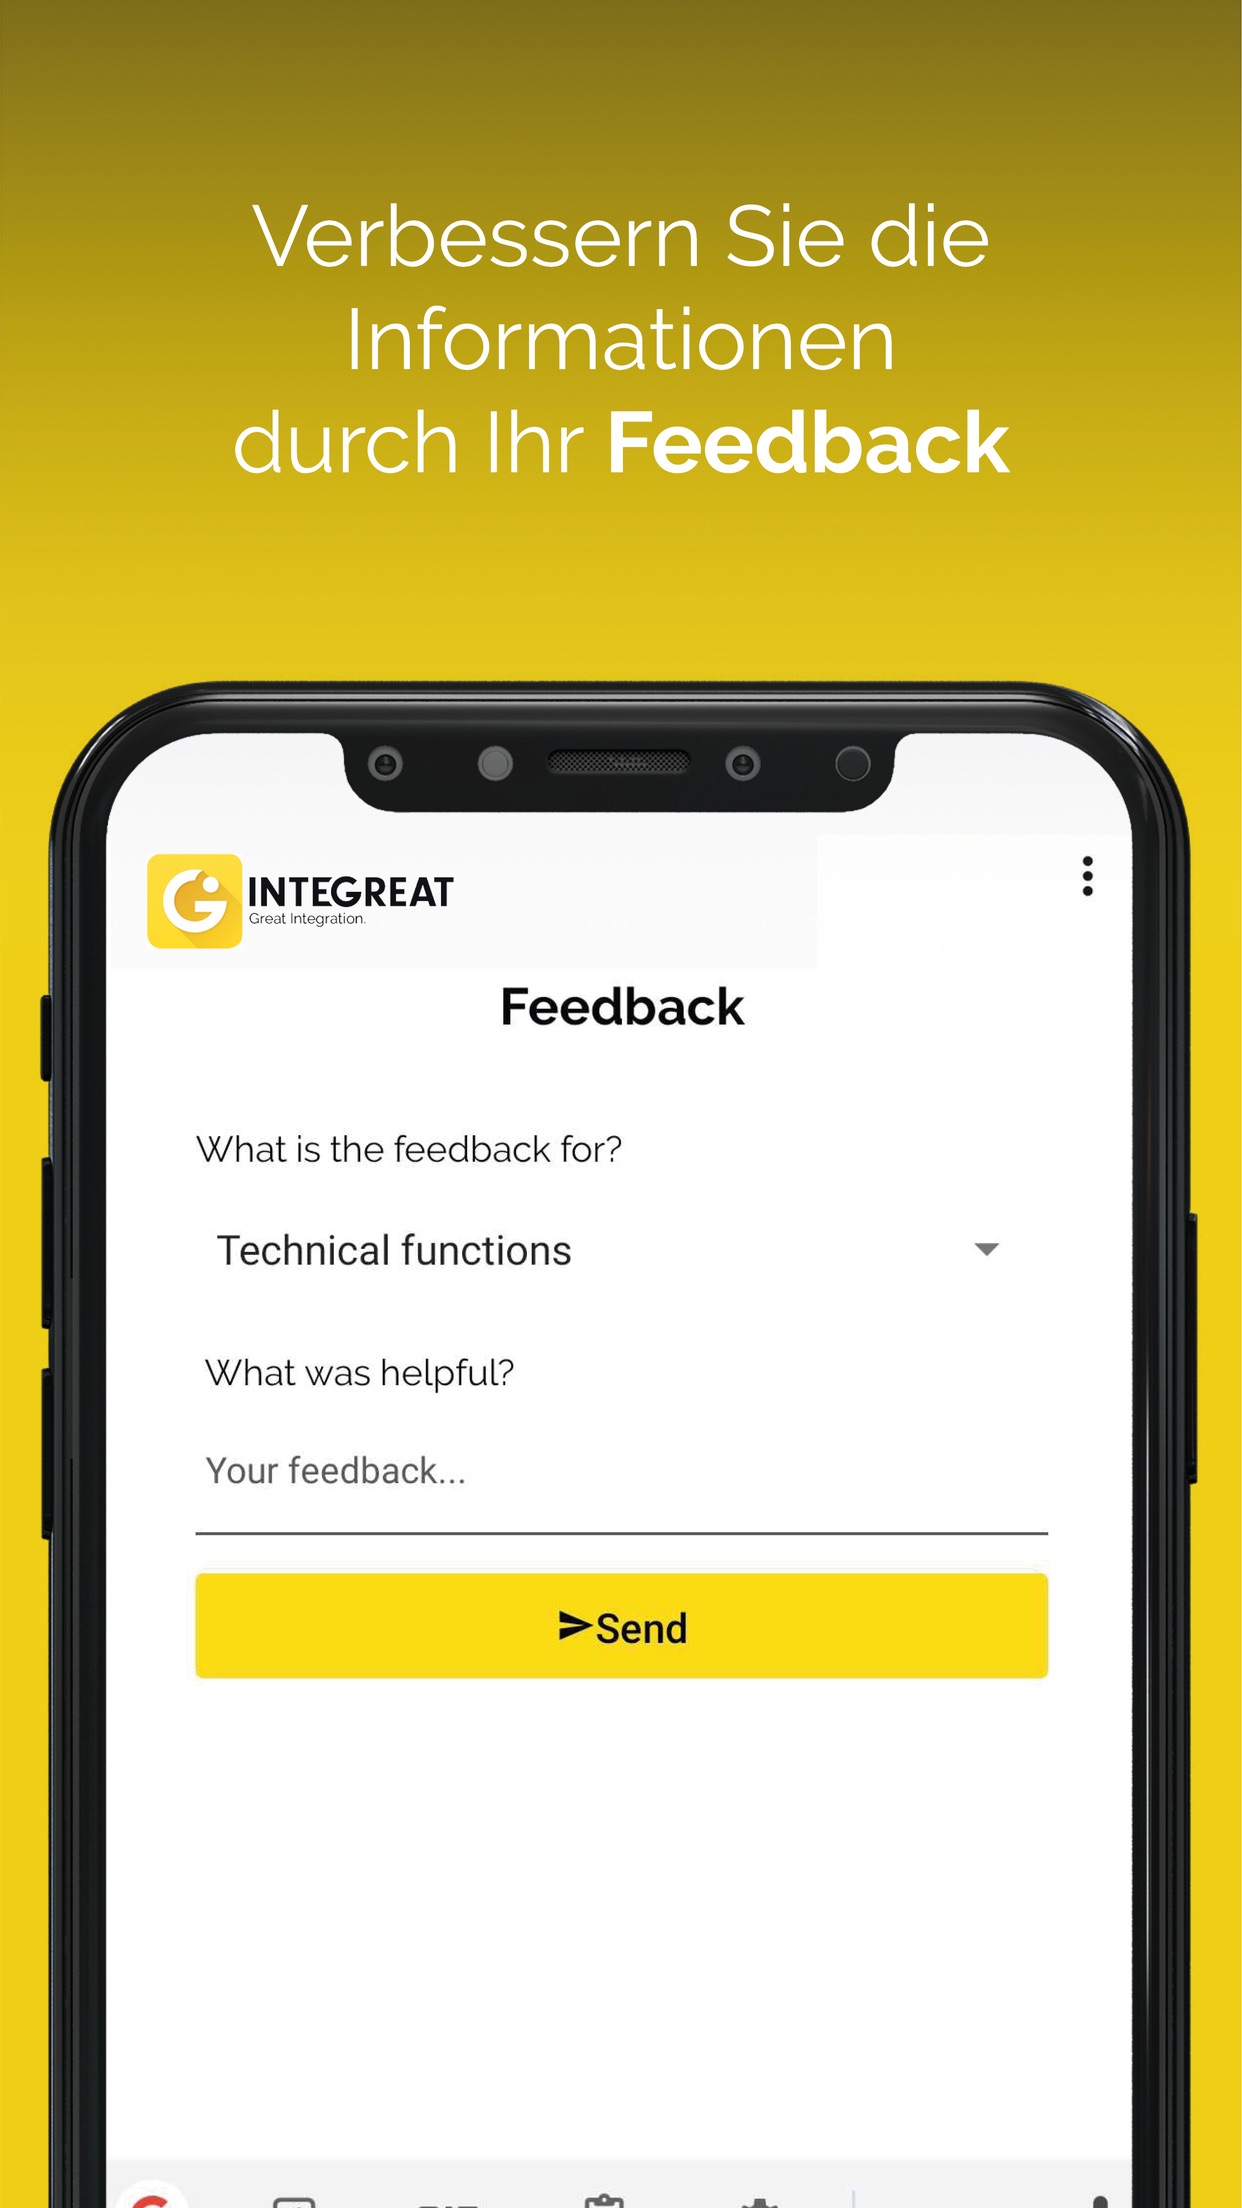 Verbessern Sie die
Informationen
durch Ihr Feedback
INTEGREAT
Great Integration.
Feedback
What is the feedback for?
Technical functions
What was helpful?
Your feedback...
Send